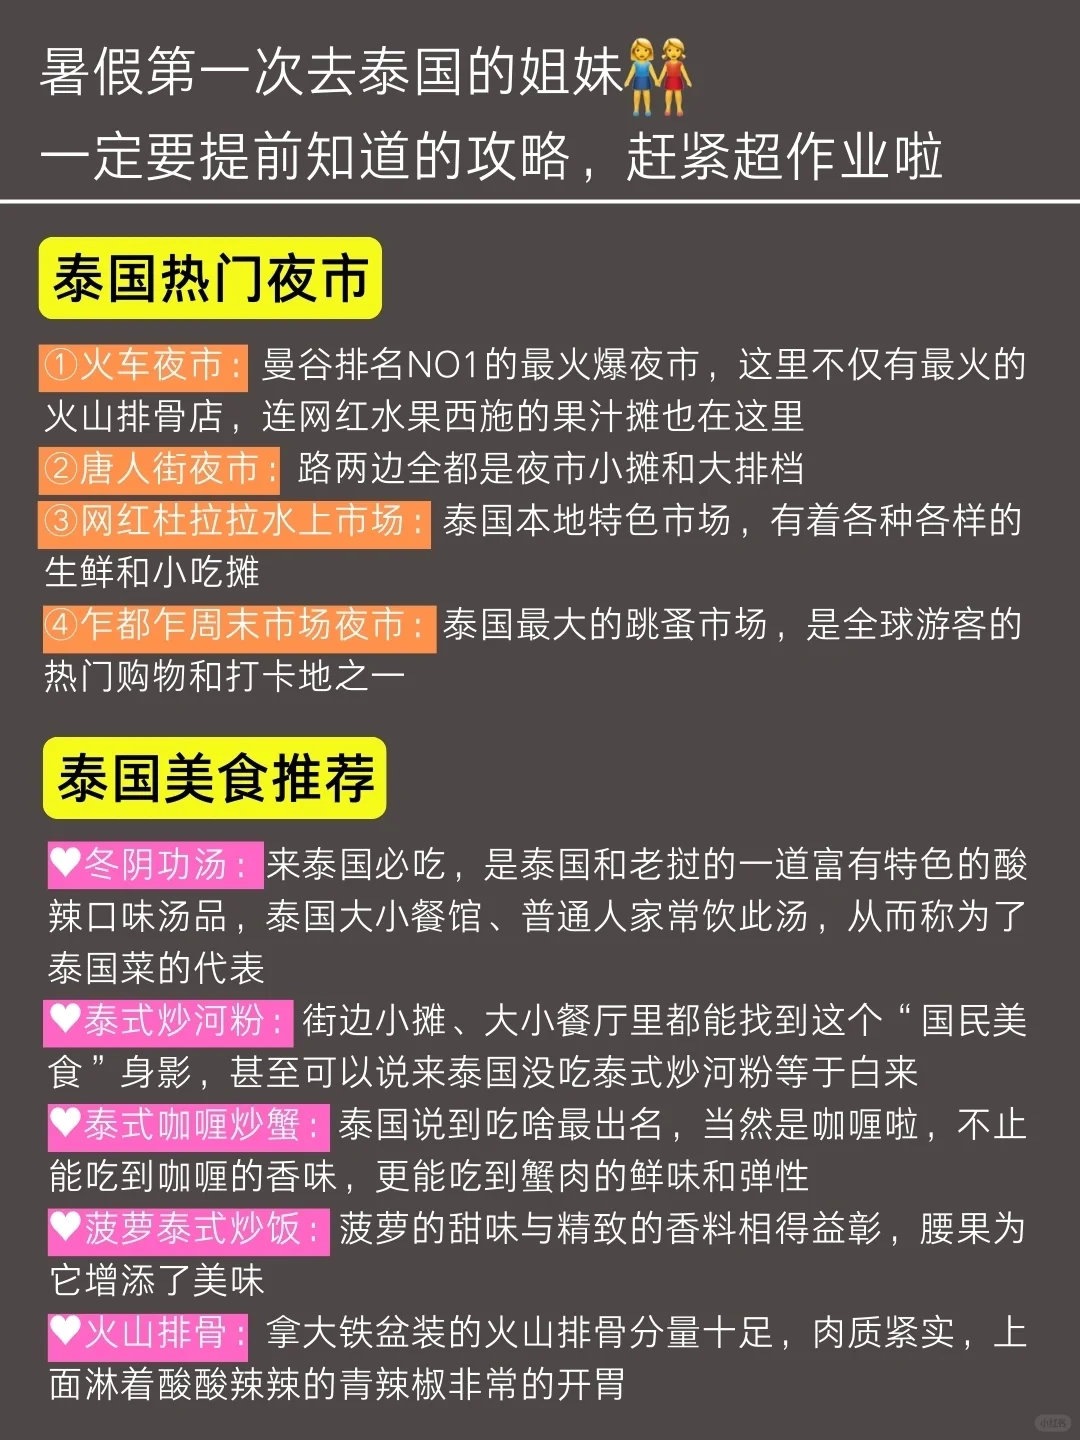 暑假第一次去泰国的姐妹👭
一定要提前知道的攻略，赶紧超作业啦
泰国热门夜市
①火车夜市：曼谷排名NO1的最火爆夜市，这里不仅有最火的
火山排骨店，连网红水果西施的果汁摊也在这里
②唐人街夜市：路两边全都是夜市小摊和大排档
③网红杜拉拉水上市场：泰国本地特色市场，有着各种各样的
生鲜和小吃摊
④乍都乍周末市场夜市：泰国最大的跳蚤市场，是全球游客的
热门购物和打卡地之一
泰国美食推荐
♥冬阴功汤：来泰国必吃，是泰国和老挝的一道富有特色的酸
辣口味汤品，泰国大小餐馆、普通人家常饮此汤，从而称为了
泰国菜的代表
♥泰式炒河粉：街边小摊、大小餐厅里都能找到这个“国民美
食”身影，甚至可以说来泰国没吃泰式炒河粉等于白来
♥泰式咖喱炒蟹：泰国说到吃啥最出名，当然是咖喱啦，不止
能吃到咖喱的香味，更能吃到蟹肉的鲜味和弹性
♥菠萝泰式炒饭：菠萝的甜味与精致的香料相得益彰，腰果为
它增添了美味
♥火山排骨：拿大铁盆装的火山排骨分量十足，肉质紧实，上
面淋着酸酸辣辣的青辣椒非常的开胃
小红书